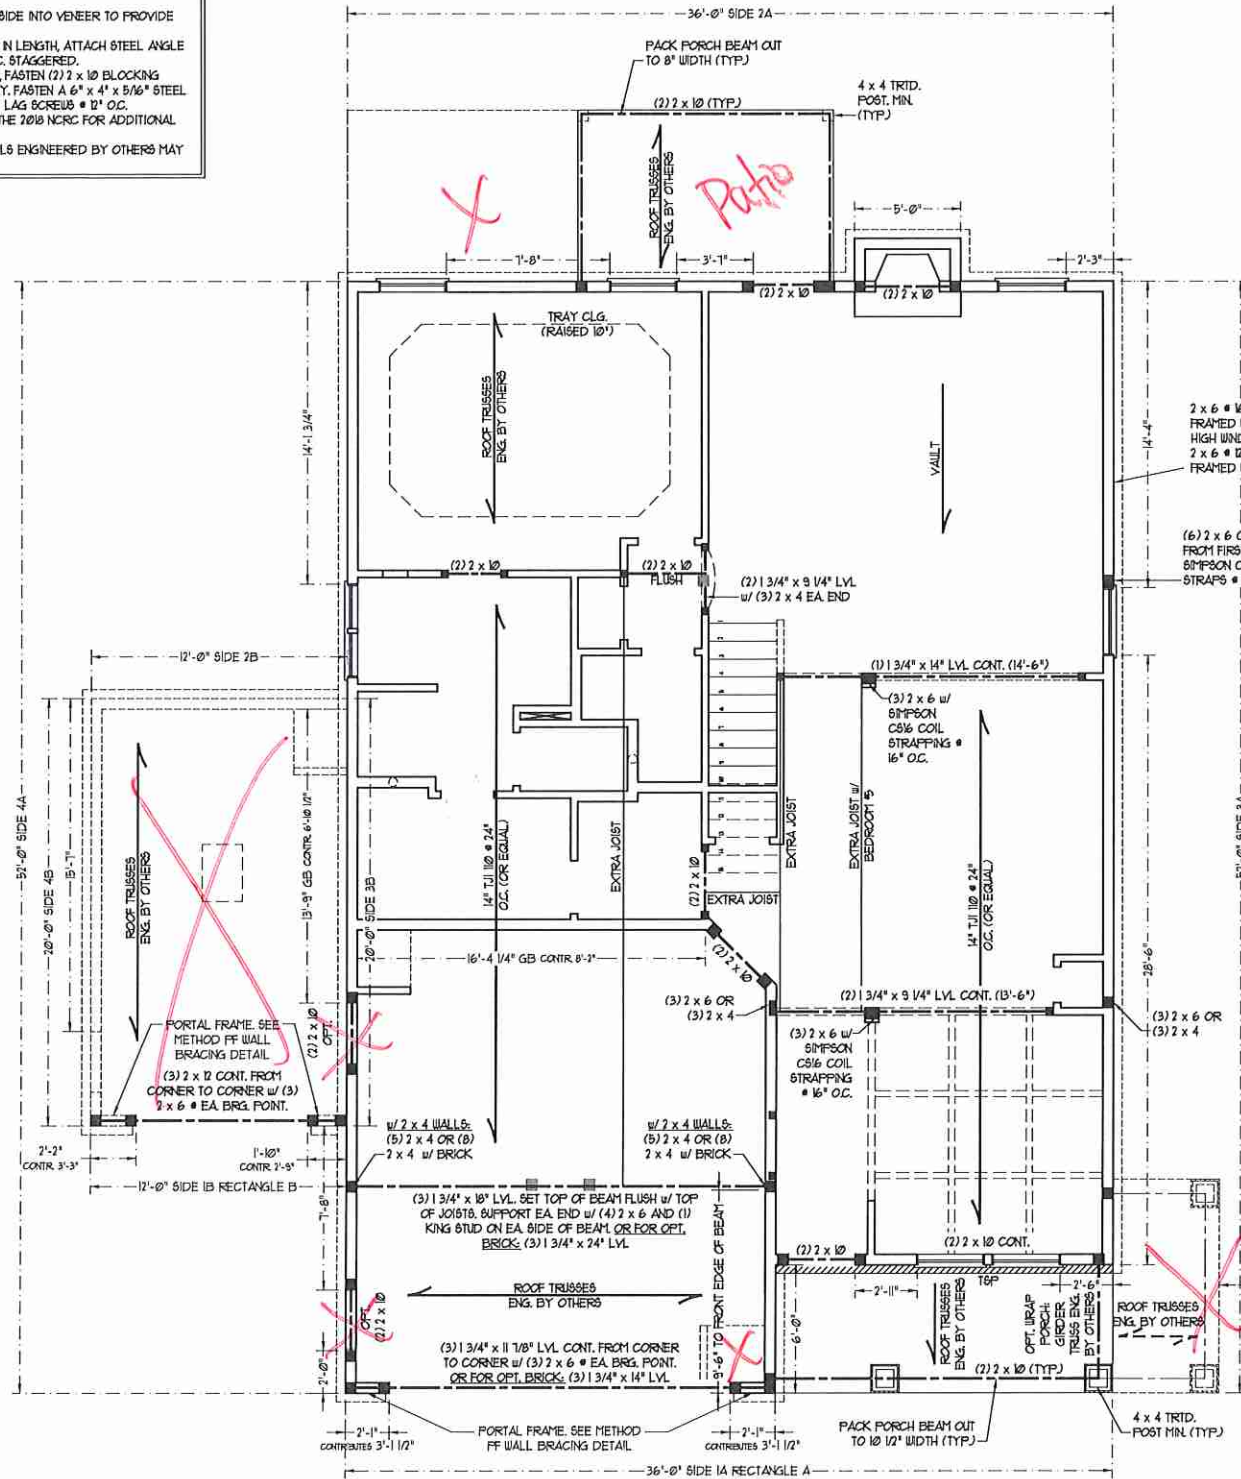 SIDE INTO VENEER TO PROVIDE
IN LENGTH, ATTACH STEEL ANGLE
C. STAGGERED.
, FASTEN (2) 2 x 10 BLOCKING
Y. FASTEN A 6" x 4" x 5/16" STEEL
LAG SCREWS @ 12" O.C.
THE 2018 NCRC FOR ADDITIONAL
LS ENGINEERED BY OTHERS MAY
36'-0" SIDE 2A
PACK PORCH BEAM OUT
TO 8" WIDTH (TYP.)
(2) 2 x 10 (TYP.)
4 x 4 TRTD.
POST. MIN.
(TYP.)
ROOF TRUSSES
ENG. BY OTHERS
X
Patio
5'-0"
7'-8"
3'-7"
2'-3"
(2) 2 x 10
(2) 2 x 10
TRAY CLG.
(RAISED 10")
ROOF TRUSSES
ENG. BY OTHERS
14'-1 3/4"
VAULT
14'-4"
2 x 6 @ 16
FRAMED
HIGH WIND
2 x 6 @ 12
FRAMED
(6) 2 x 6
FROM FIRS
SIMPSON C
STRAPS @
(2) 2 x 10
(2) 2 x 10
FLUSH
(2) 1 3/4" x 9 1/4" LVL
w/ (3) 2 x 4 EA. END
12'-0" SIDE 2B
(1) 1 3/4" x 14" LVL CONT. (14'-6")
(3) 2 x 6 w/
SIMPSON
CS16 COIL
STRAPPING @
16" O.C.
52'-0" SIDE 4A
20'-0" SIDE 4B
15'-7"
ROOF TRUSSES
ENG. BY OTHERS
13'-9" GB CONTR. 6'-10 1/2"
20'-0" SIDE 3B
14" TJI 110 @ 24"
O.C. (OR EQUAL)
EXTRA JOIST
(2) 2 x 10
EXTRA JOIST
EXTRA JOIST
EXTRA JOIST w/
BEDROOM 5
14" TJI 110 @ 24"
O.C. (OR EQUAL)
28'-6"
52'-0" SIDE 3A
16'-4 1/4" GB CONTR. 8'-2"
(2) 2 x 10
(2) 1 3/4" x 9 1/4" LVL CONT. (13'-6")
(3) 2 x 6 OR
(3) 2 x 4
(3) 2 x 6 OR
(3) 2 x 4
(3) 2 x 6 w/
SIMPSON
CS16 COIL
STRAPPING
@ 16" O.C.
PORTAL FRAME. SEE
METHOD PF WALL
BRACING DETAIL
(2) 2 x 10
OPT.
(3) 2 x 12 CONT. FROM
CORNER TO CORNER w/ (3)
2 x 6 @ EA. BRG. POINT.
w/ 2 x 4 WALLS:
(5) 2 x 4 OR (8)
2 x 4 w/ BRICK
w/ 2 x 4 WALLS:
(5) 2 x 4 OR (8)
2 x 4 w/ BRICK
2'-2"
CONTR. 3'-3"
1'-10"
CONTR. 2'-9"
12'-0" SIDE 1B RECTANGLE B
7'-8"
(3) 1 3/4" x 18" LVL. SET TOP OF BEAM FLUSH w/ TOP
OF JOISTS. SUPPORT EA. END w/ (4) 2 x 6 AND (1)
KING STUD ON EA. SIDE OF BEAM. OR FOR OPT.
BRICK: (3) 1 3/4" x 24" LVL
9'-6" TO FRONT EDGE OF BEAM
(2) 2 x 10
(2) 2 x 10 CONT.
T&P
2'-11"
2'-6"
ROOF TRUSSES
ENG. BY OTHERS
OPT.
(2) 2 x 10
2'-0"
6'-0"
ROOF TRUSSES
ENG. BY OTHERS
OPT. WRAP
PORCH:
GIRDER
TRUSS ENG.
BY OTHERS
ROOF TRUSSES
ENG. BY OTHERS
(3) 1 3/4" x 11 7/8" LVL CONT. FROM CORNER
TO CORNER w/ (3) 2 x 6 @ EA. BRG. POINT.
OR FOR OPT. BRICK: (3) 1 3/4" x 14" LVL
(2) 2 x 10 (TYP.)
2'-1"
CONTRIBUTES 3'-1 1/2"
PORTAL FRAME. SEE METHOD
PF WALL BRACING DETAIL
2'-1"
CONTRIBUTES 3'-1 1/2"
PACK PORCH BEAM OUT
TO 10 1/2" WIDTH (TYP.)
4 x 4 TRTD.
POST MIN. (TYP.)
36'-0" SIDE 1A RECTANGLE A